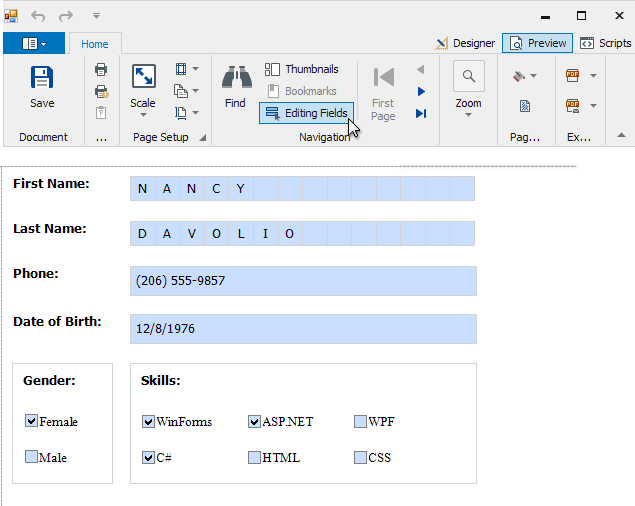 Home
Designer
Preview
Scripts
Save
Scale
Find
Thumbnails
Bookmarks
Editing Fields
First
Page
Zoom
PDF
Document
...
Page Setup
Navigation
Pag...
Ex...
First Name: N A N C Y
Last Name: D A V O L I O
Phone: (206) 555-9857
Date of Birth: 12/8/1976
Gender: Skills:
Female WinForms ASP.NET WPF
Male C# HTML CSS